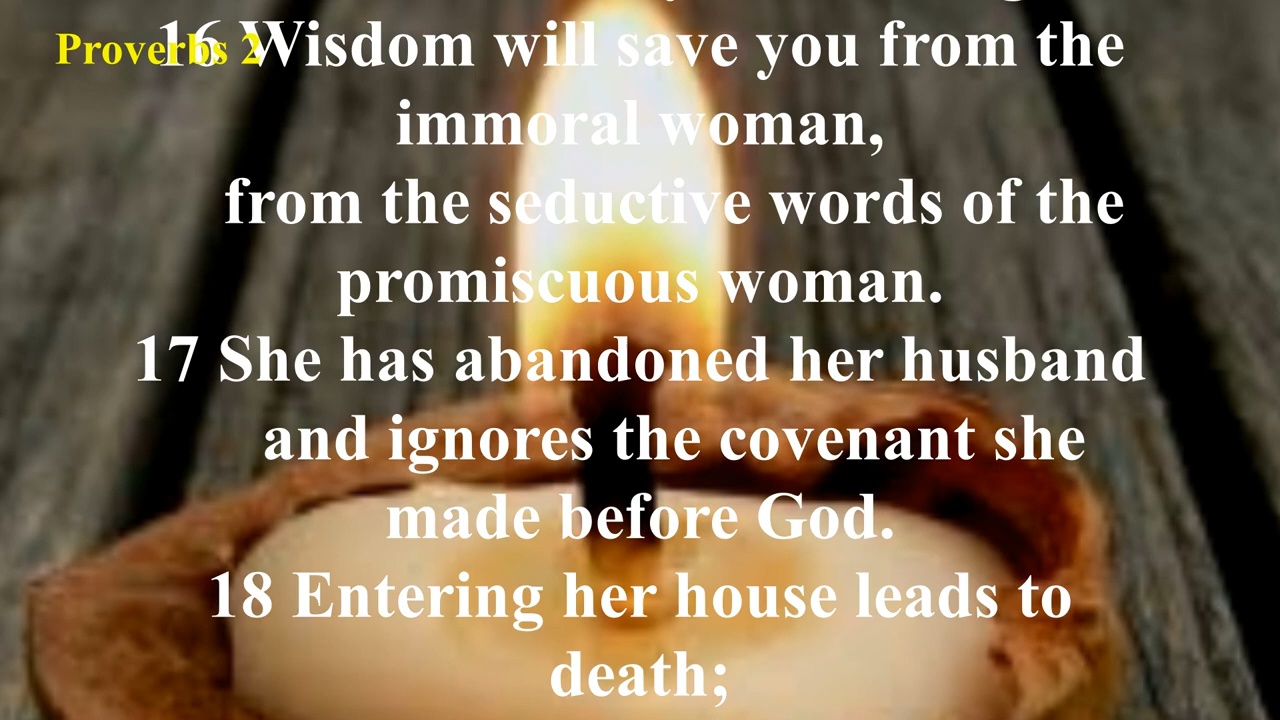 Proverbs 2
16 Wisdom will save you from the
immoral woman,
from the seductive words of the
promiscuous woman.
17 She has abandoned her husband
and ignores the covenant she
made before God.
18 Entering her house leads to
death;